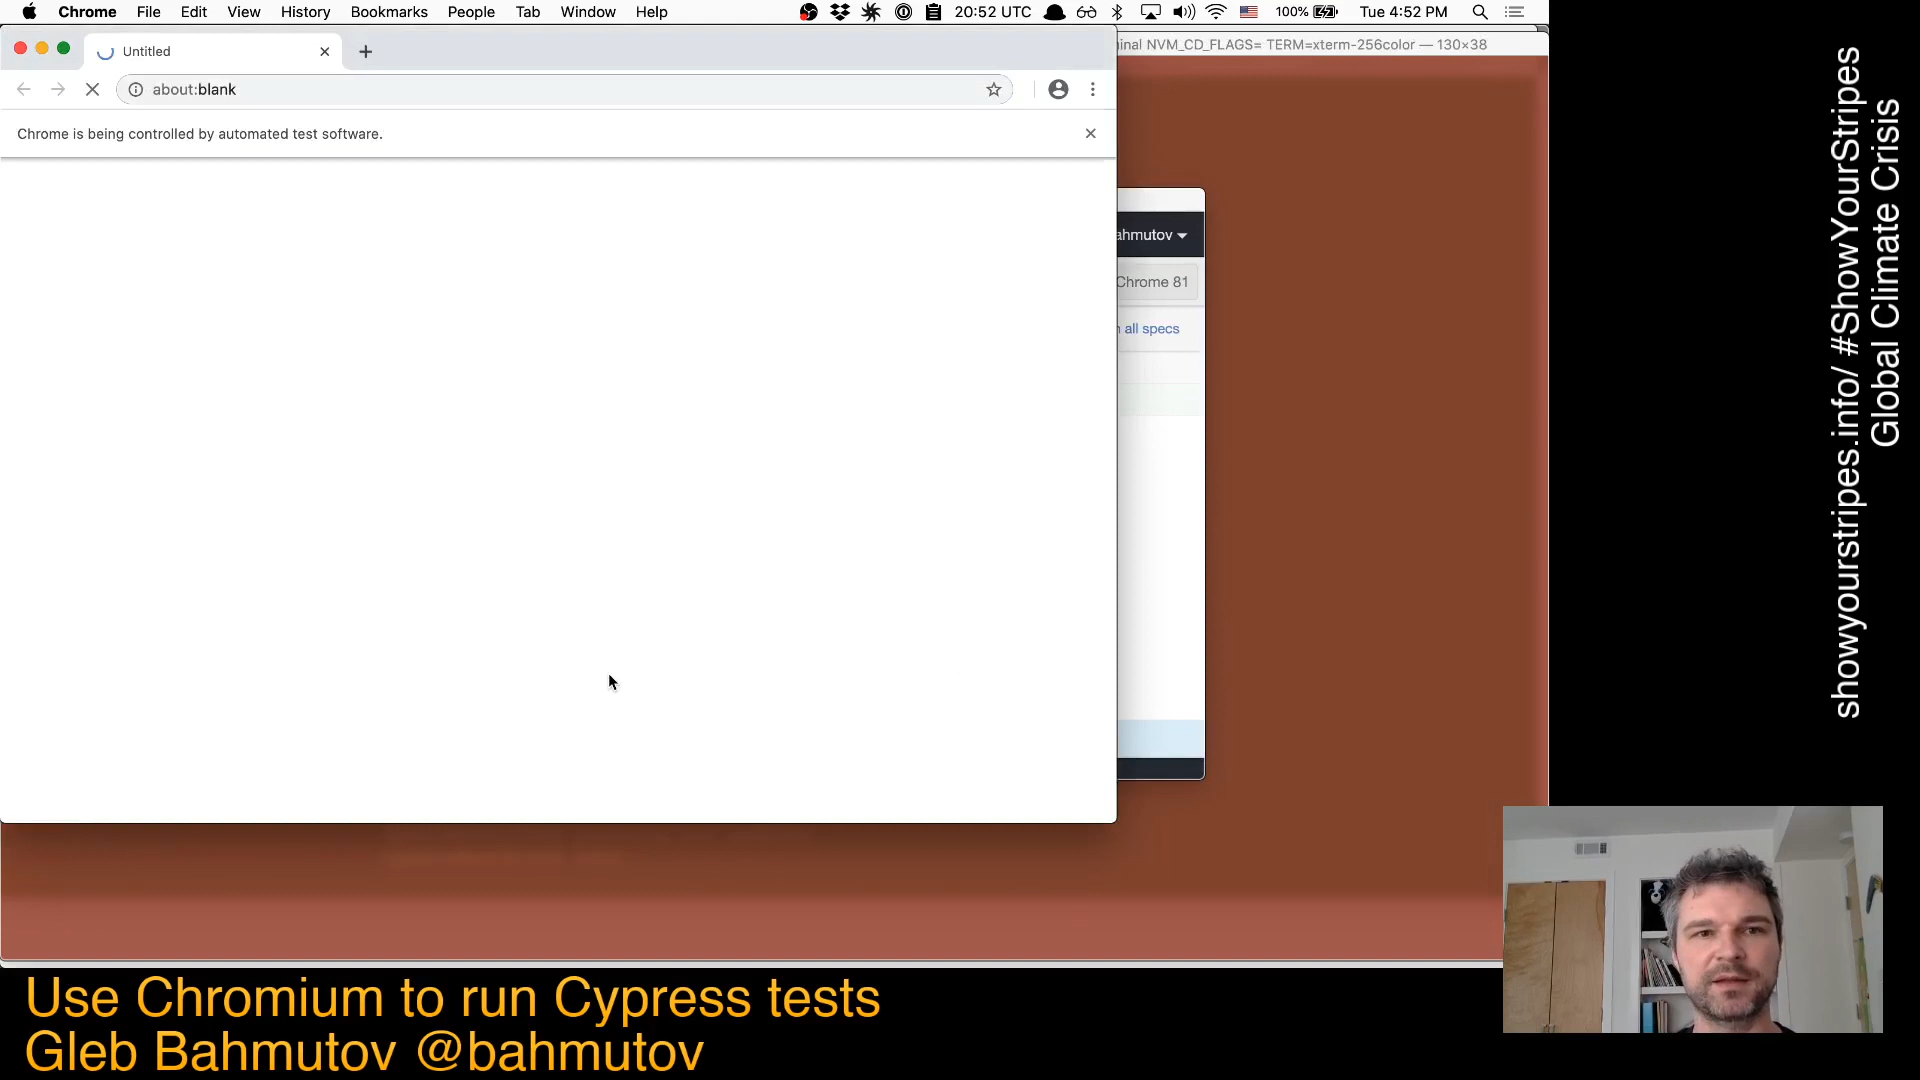 Chrome File Edit View History Bookmarks People Tab Window Help 20:52 UTC 100% Tue 4:52 PM
inal NVM_CD_FLAGS= TERM=xterm-256color — 130×38
Untitled
about:blank
Chrome is being controlled by automated test software.
ahmutov
Chrome 81
all specs
showyourstripes.info/ #ShowYourStripes
Global Climate Crisis
Use Chromium to run Cypress tests
Gleb Bahmutov @bahmutov